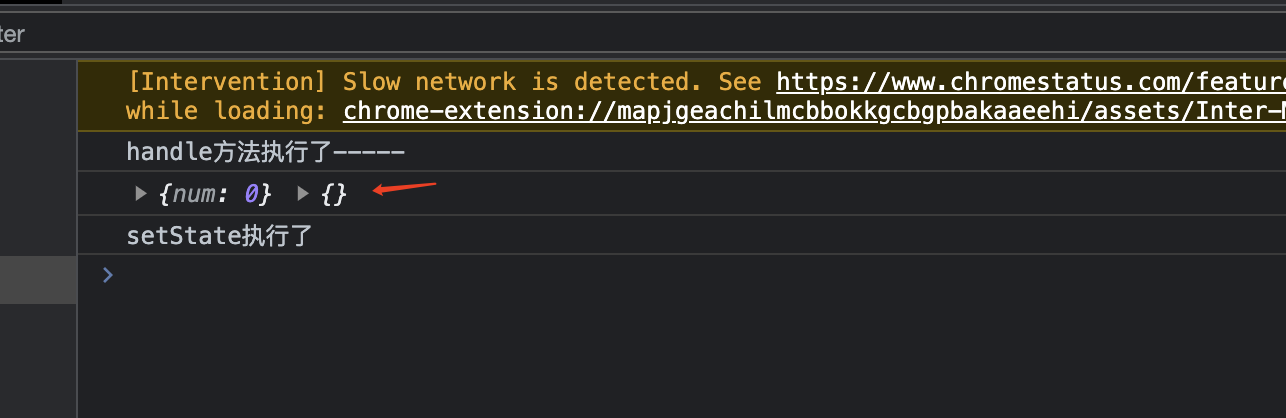 ter
[Intervention] Slow network is detected. See https://www.chromestatus.com/feature
while loading: chrome-extension://mapjgeachilmcbbokkgcbgpbakaaeehi/assets/Inter-
handle方法执行了-----
{num: 0} {}
setState执行了